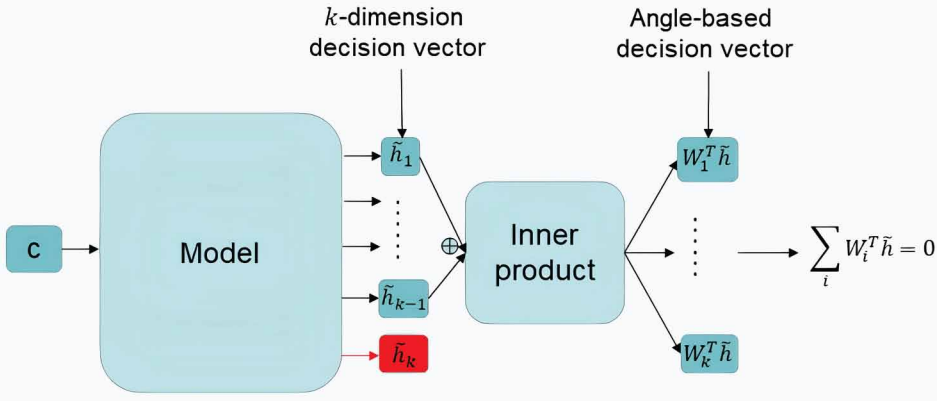 k-dimension
decision vector
Angle-based
decision vector
h̃₁
W₁ᵀh̃
C
Model
⊕
Inner
product
∑ᵢ Wᵢᵀh̃ = 0
h̃ₖ₋₁
h̃ₖ
Wₖᵀh̃